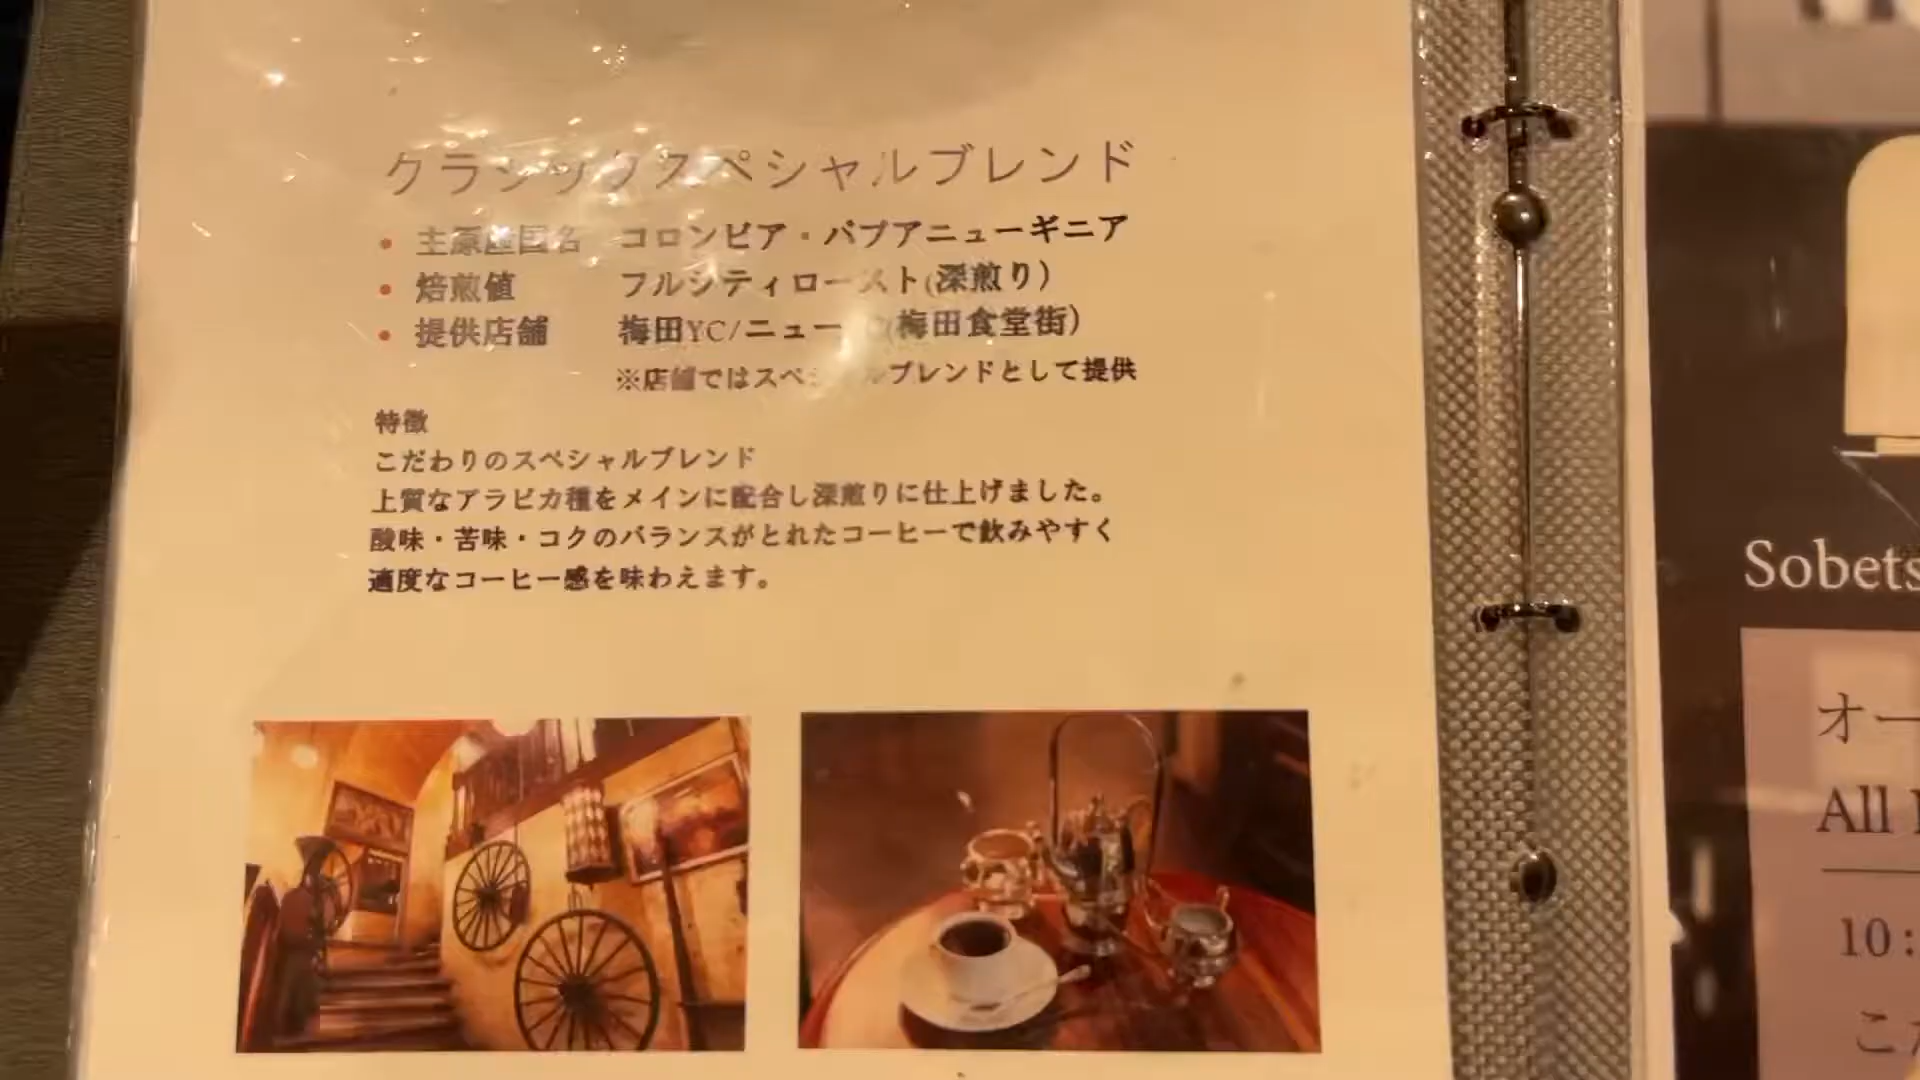 クラシックスペシャルブレンド
• 主原産国名 コロンビア・パプアニューギニア
• 焙煎値 フルシティロースト(深煎り)
• 提供店舗 梅田YC/ニュー (梅田食堂街)
※店舗ではスペシャルブレンドとして提供
特徴
こだわりのスペシャルブレンド
上質なアラビカ種をメインに配合し深煎りに仕上げました。
酸味・苦味・コクのバランスがとれたコーヒーで飲みやすく
適度なコーヒー感を味わえます。
Sobets
オー
All
10:
こだ